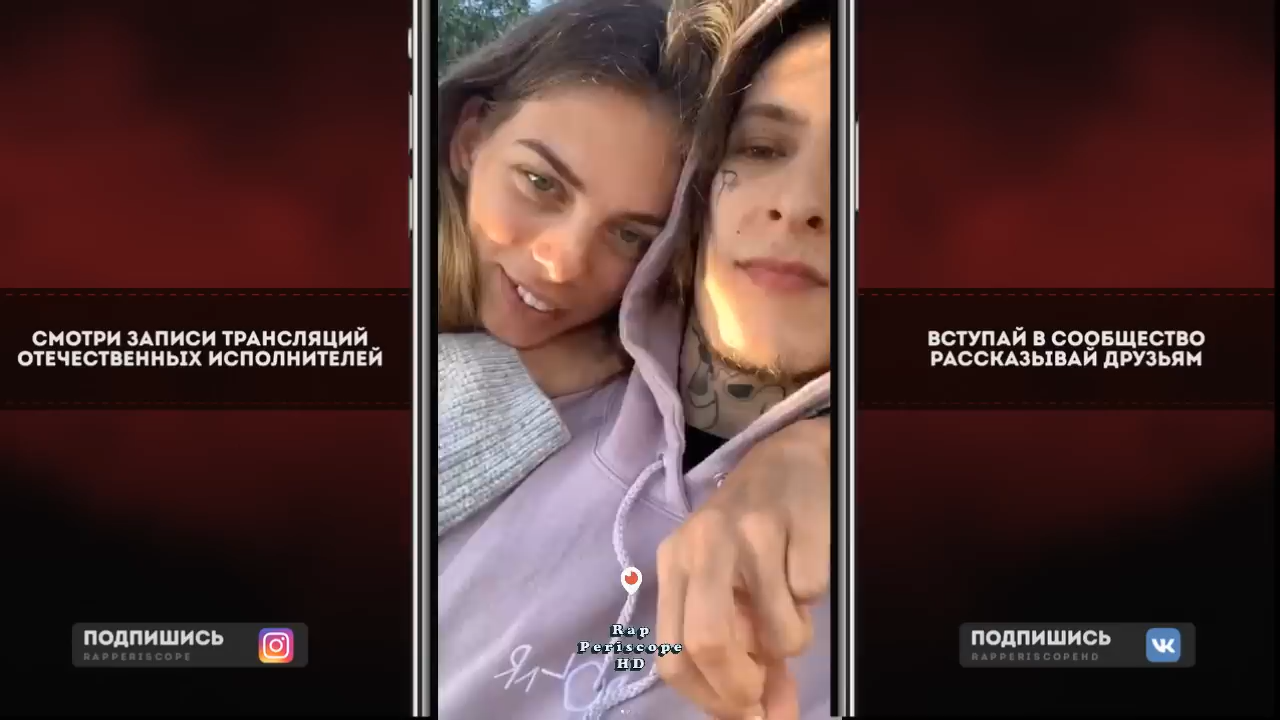 СМОТРИ ЗАПИСИ ТРАНСЛЯЦИЙ
ОТЕЧЕСТВЕННЫХ ИСПОЛНИТЕЛЕЙ
ВСТУПАЙ В СООБЩЕСТВО
РАССКАЗЫВАЙ ДРУЗЬЯМ
Rap
Periscope
HD
ПОДПИШИСЬ
RAPPERISCOPE
ПОДПИШИСЬ
RAPPERISCOPEHD